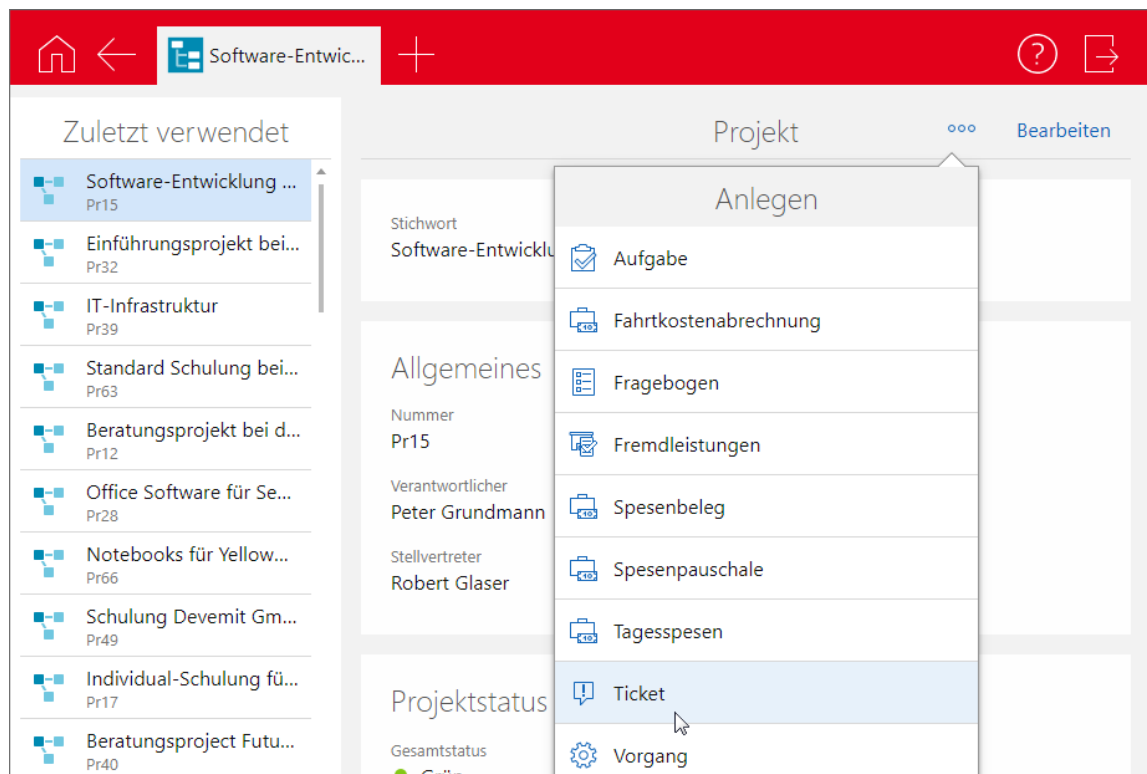 Software-Entwic...
Zuletzt verwendet
Software-Entwicklung ...
Pr15
Einführungsprojekt bei...
Pr32
IT-Infrastruktur
Pr39
Standard Schulung bei...
Pr63
Beratungsprojekt bei d...
Pr12
Office Software für Se...
Pr28
Notebooks für Yellow...
Pr66
Schulung Devemit Gm...
Pr49
Individual-Schulung fü...
Pr17
Beratungsproject Futu...
Pr40
Projekt
Bearbeiten
Stichwort
Software-Entwicklu
Allgemeines
Nummer
Pr15
Verantwortlicher
Peter Grundmann
Stellvertreter
Robert Glaser
Projektstatus
Gesamtstatus
Grün
Anlegen
Aufgabe
Fahrtkostenabrechnung
Fragebogen
Fremdleistungen
Spesenbeleg
Spesenpauschale
Tagesspesen
Ticket
Vorgang